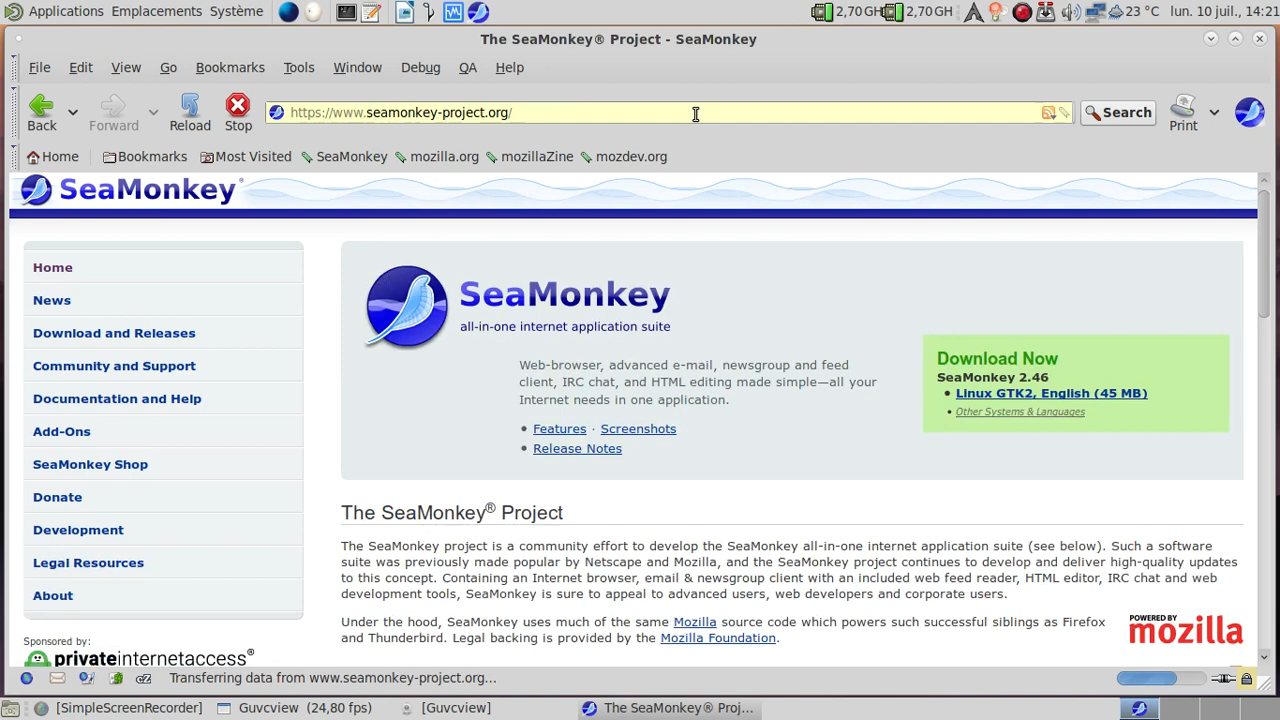 Applications Emplacements Système 2,70 GH 2,70 GH 23 °C lun. 10 juil., 14:21
The SeaMonkey® Project - SeaMonkey
File Edit View Go Bookmarks Tools Window Debug QA Help
Back Forward Reload Stop https://www.seamonkey-project.org/ Search Print
Home Bookmarks Most Visited SeaMonkey mozilla.org mozillaZine mozdev.org
SeaMonkey®
Home
News
Download and Releases
Community and Support
Documentation and Help
Add-Ons
SeaMonkey Shop
Donate
Development
Legal Resources
About
Sponsored by:
privateinternetaccess®
SeaMonkey
all-in-one internet application suite
Web-browser, advanced e-mail, newsgroup and feed
client, IRC chat, and HTML editing made simple—all your
Internet needs in one application.
• Features · Screenshots
• Release Notes
Download Now
SeaMonkey 2.46
• Linux GTK2, English (45 MB)
• Other Systems & Languages
The SeaMonkey® Project
The SeaMonkey project is a community effort to develop the SeaMonkey all-in-one internet application suite (see below). Such a software
suite was previously made popular by Netscape and Mozilla, and the SeaMonkey project continues to develop and deliver high-quality updates
to this concept. Containing an Internet browser, email & newsgroup client with an included web feed reader, HTML editor, IRC chat and web
development tools, SeaMonkey is sure to appeal to advanced users, web developers and corporate users.
Under the hood, SeaMonkey uses much of the same Mozilla source code which powers such successful siblings as Firefox
and Thunderbird. Legal backing is provided by the Mozilla Foundation.
POWERED BY
mozilla
Transferring data from www.seamonkey-project.org...
[SimpleScreenRecorder] Guvcview (24,80 fps) [Guvcview] The SeaMonkey® Proj...